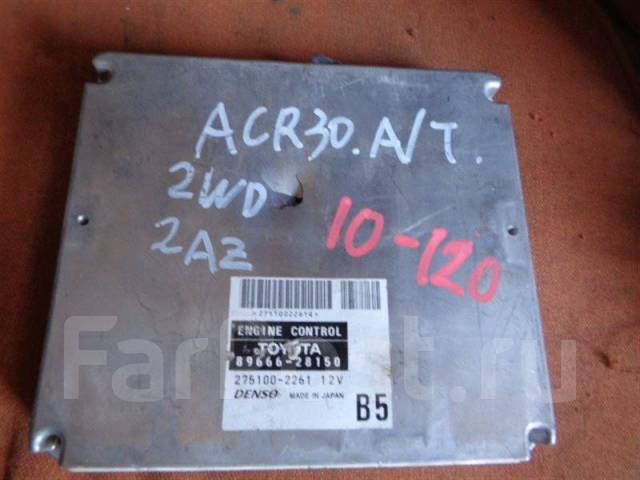 ACR30. A/T.
2WD
2AZ
10-120
*27510022614*
ENGINE CONTROL
TOYOTA
89666-28150
275100-2261 12V
DENSO MADE IN JAPAN
B5
FarPost.ru